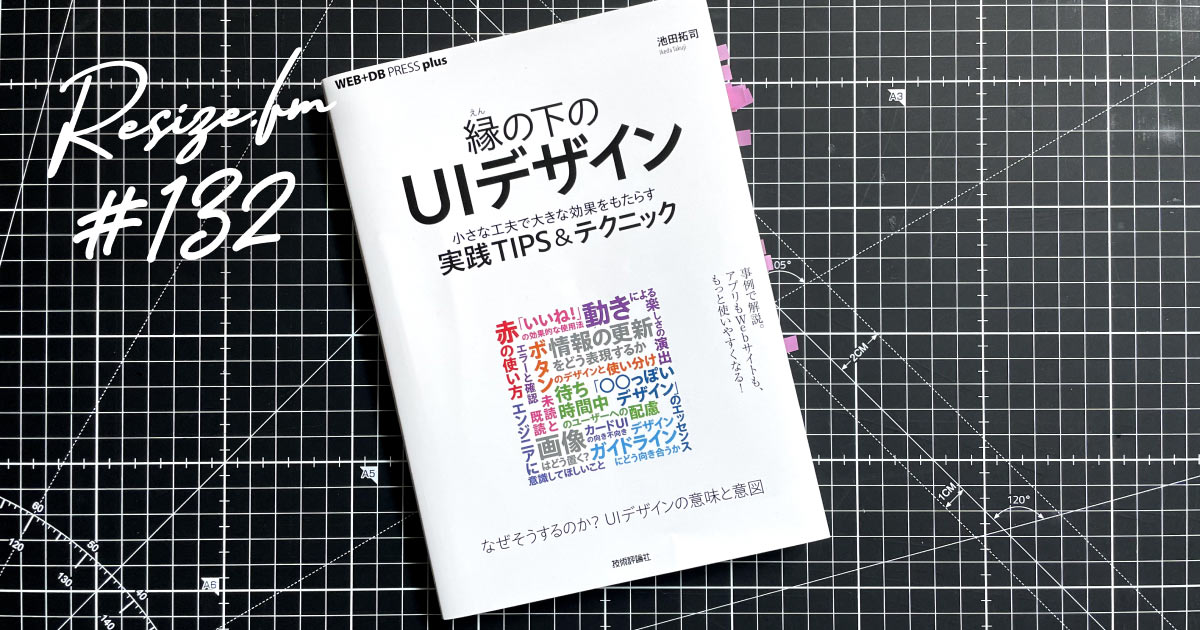 Resize.fm
#132
WEB+DB PRESS plus
池田拓司
Ikeda Takuji
えん
縁の下の
UIデザイン
小さな工夫で大きな効果をもたらす
実践TIPS&テクニック
事例で解説。
アプリもWebサイトも、
もっと使いやすくなる!
赤の使い方
「いいね!」
の効果的な使用法
動きによる
楽しさの演出
エラーと確認
ボタン
のデザインと使い分け
情報の更新
をどう表現するか
未読と
既読
待ち
時間中
のユーザーへの配慮
「〇〇っぽい
デザイン」
のエッセンス
エンジニアに
意識してほしいこと
画像
はどう置く?
カードUI
の向き不向き
デザイン
ガイドライン
にどう向き合うか
なぜそうするのか? UIデザインの意味と意図
技術評論社
A3
105°
2CM
A5
1CM
120°
60
120
50
130
A6
40
140